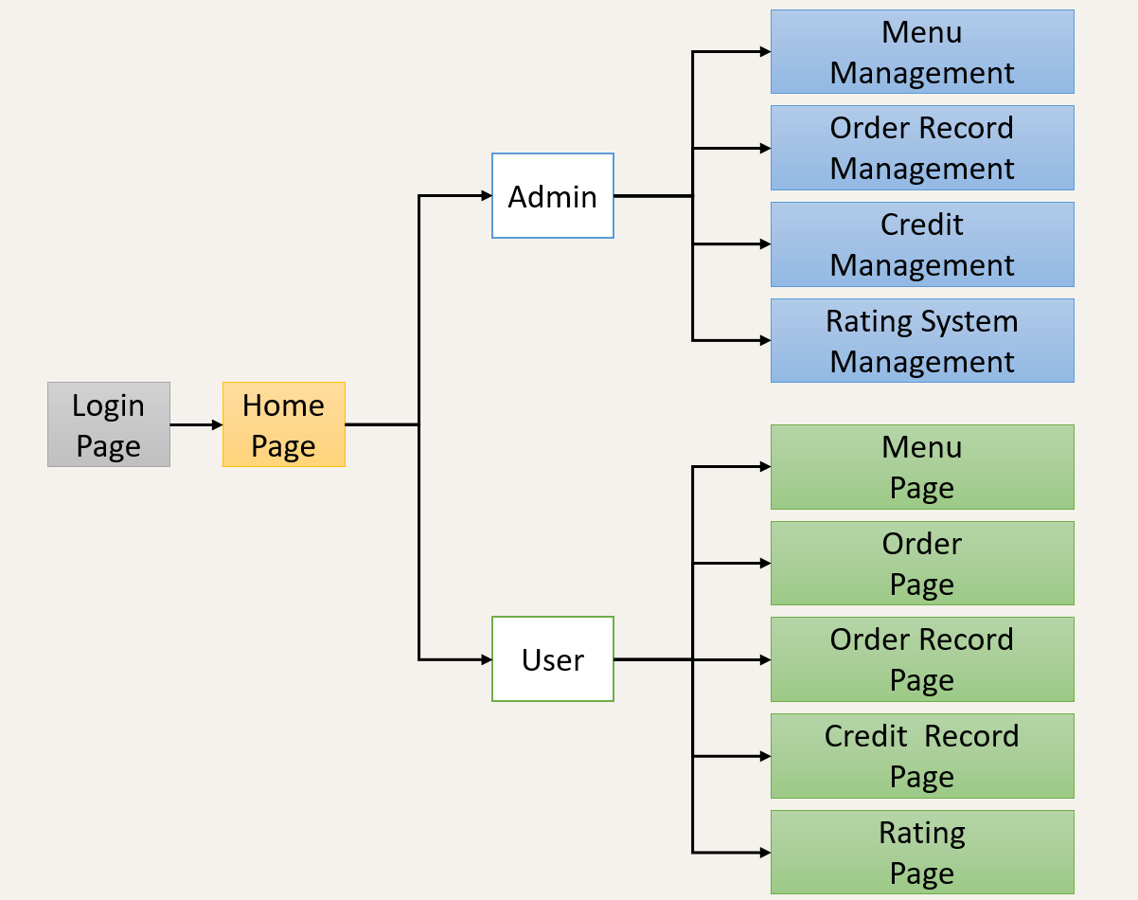 Login
Page
Home
Page
Admin
Menu
Management
Order Record
Management
Credit
Management
Rating System
Management
User
Menu
Page
Order
Page
Order Record
Page
Credit  Record
Page
Rating
Page